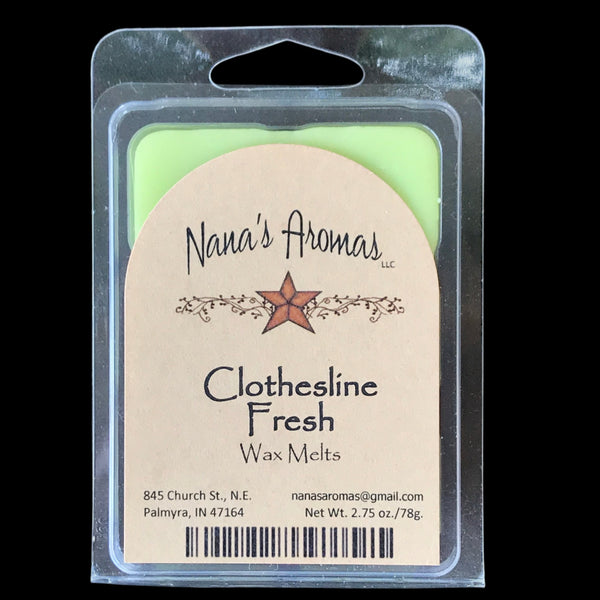 Nana's Aromas LLC
Clothesline
Fresh
Wax Melts
845 Church St., N.E. nanasaromas@gmail.com
Palmyra, IN 47164 Net Wt. 2.75 oz./78g.